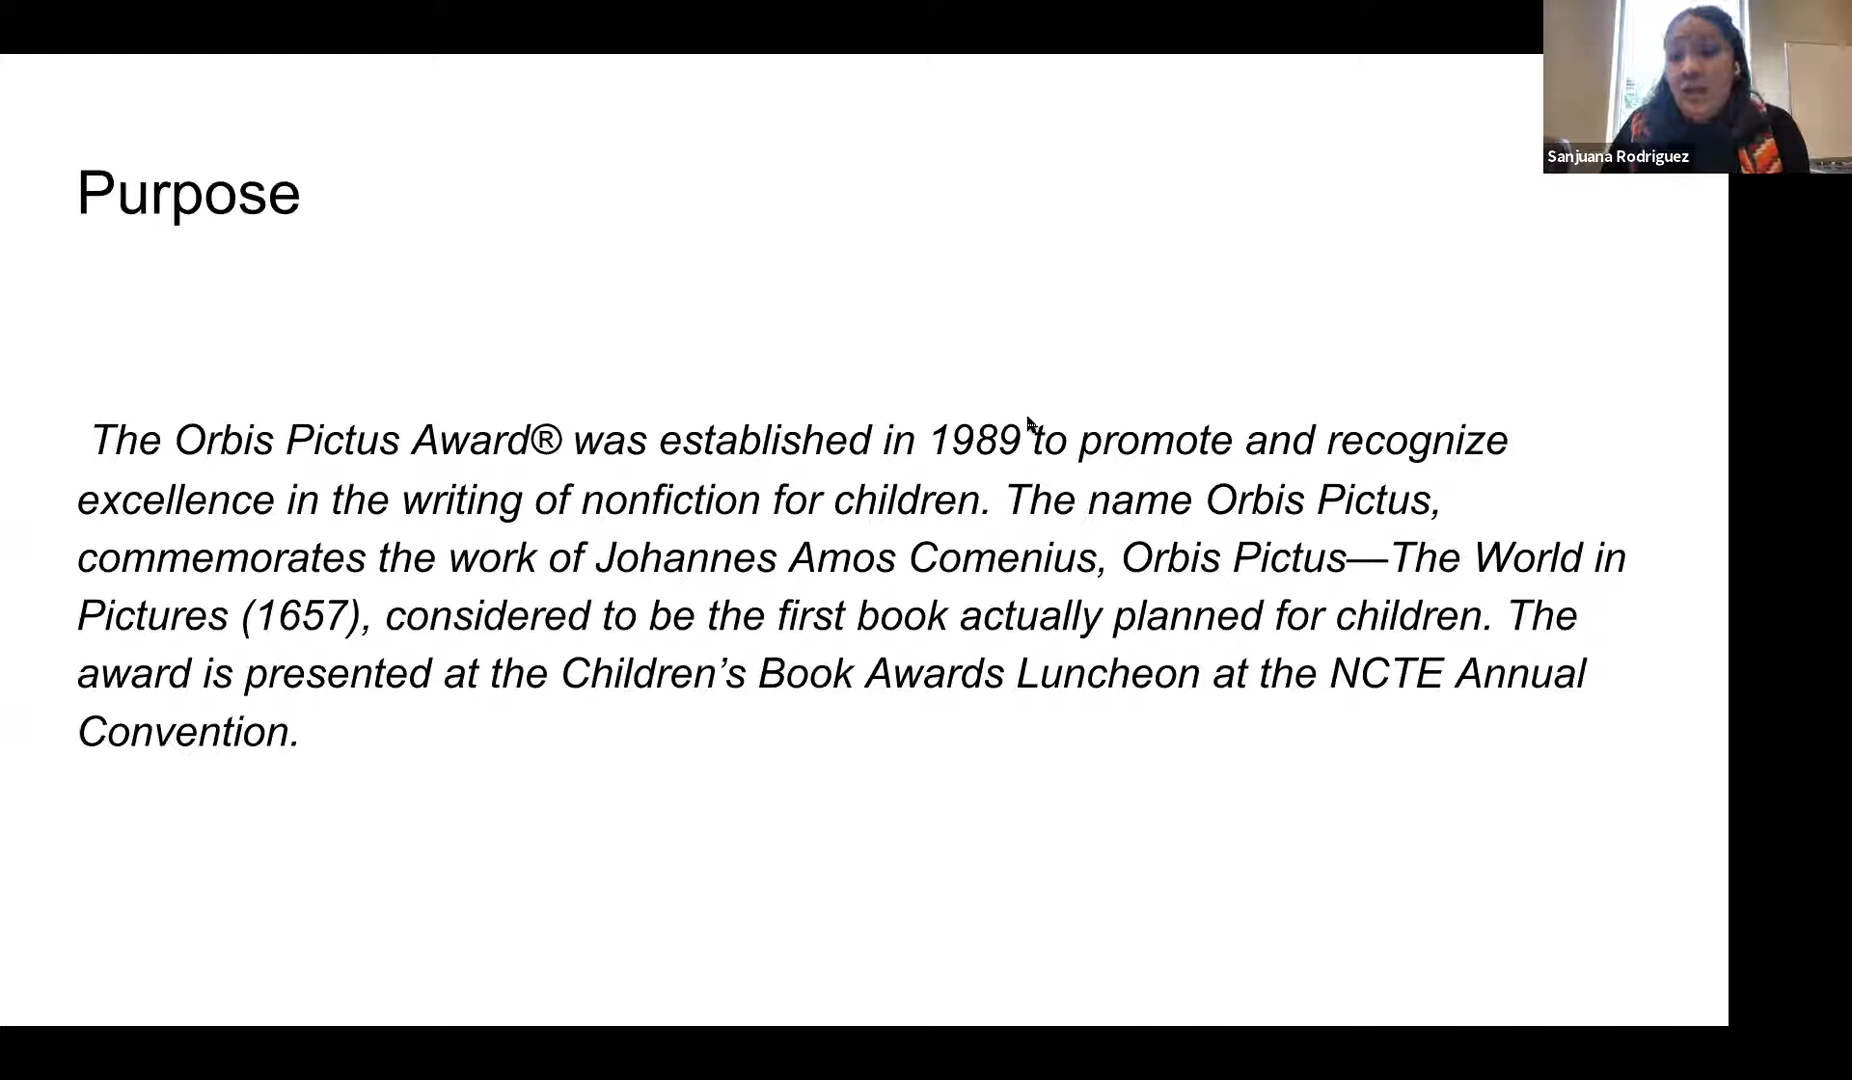 Sanjuana Rodriguez
Purpose
The Orbis Pictus Award® was established in 1989 to promote and recognize
excellence in the writing of nonfiction for children. The name Orbis Pictus,
commemorates the work of Johannes Amos Comenius, Orbis Pictus—The World in
Pictures (1657), considered to be the first book actually planned for children. The
award is presented at the Children’s Book Awards Luncheon at the NCTE Annual
Convention.